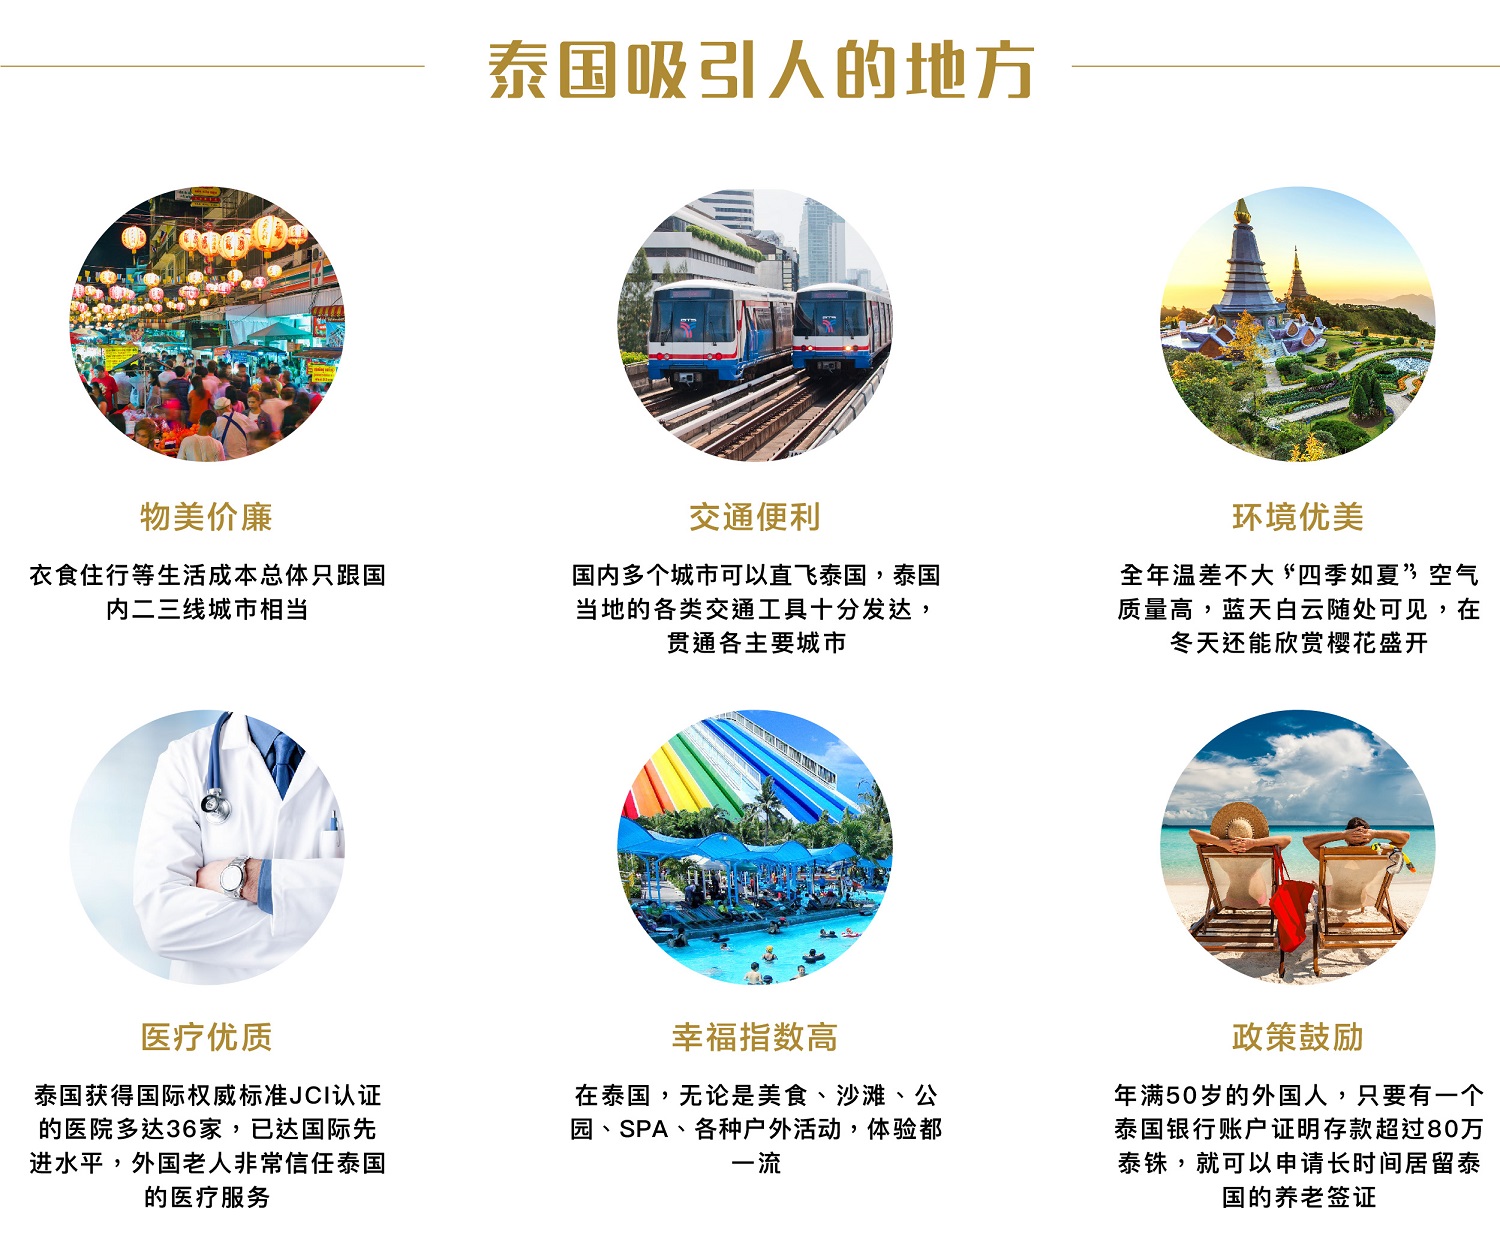 泰国吸引人的地方
物美价廉
衣食住行等生活成本总体只跟国
内二三线城市相当
交通便利
国内多个城市可以直飞泰国，泰国
当地的各类交通工具十分发达，
贯通各主要城市
环境优美
全年温差不大“四季如夏”，空气
质量高，蓝天白云随处可见，在
冬天还能欣赏樱花盛开
医疗优质
泰国获得国际权威标准JCI认证
的医院多达36家，已达国际先
进水平，外国老人非常信任泰国
的医疗服务
幸福指数高
在泰国，无论是美食、沙滩、公
园、SPA、各种户外活动，体验都
一流
政策鼓励
年满50岁的外国人，只要有一个
泰国银行账户证明存款超过80万
泰铢，就可以申请长时间居留泰
国的养老签证